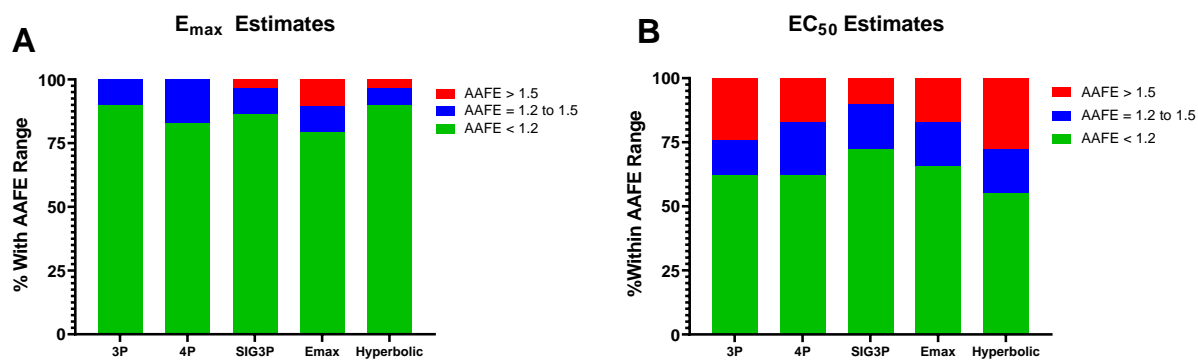 A
Emax Estimates
% With AAFE Range
100
75
50
25
0
3P
4P
SIG3P
Emax
Hyperbolic
AAFE > 1.5
AAFE = 1.2 to 1.5
AAFE < 1.2
B
EC50 Estimates
%Within AAFE Range
100
75
50
25
0
3P
4P
SIG3P
Emax
Hyperbolic
AAFE > 1.5
AAFE = 1.2 to 1.5
AAFE < 1.2